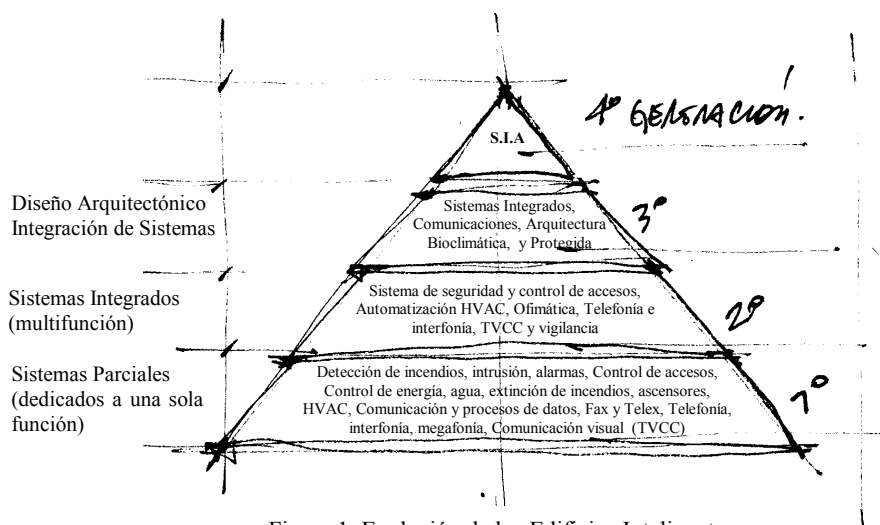 4º GENERACIÓN.
S.I.A
Diseño Arquitectónico
Integración de Sistemas
Sistemas Integrados,
Comunicaciones, Arquitectura
Bioclimática, y Protegida
3º
Sistemas Integrados
(multifunción)
Sistema de seguridad y control de accesos,
Automatización HVAC, Ofimática, Telefonía e
interfonía, TVCC y vigilancia
2º
Sistemas Parciales
(dedicados a una sola
función)
Detección de incendios, intrusión, alarmas, Control de accesos,
Control de energía, agua, extinción de incendios, ascensores,
HVAC, Comunicación y procesos de datos, Fax y Telex, Telefonía,
interfonía, megafonía, Comunicación visual (TVCC)
1º